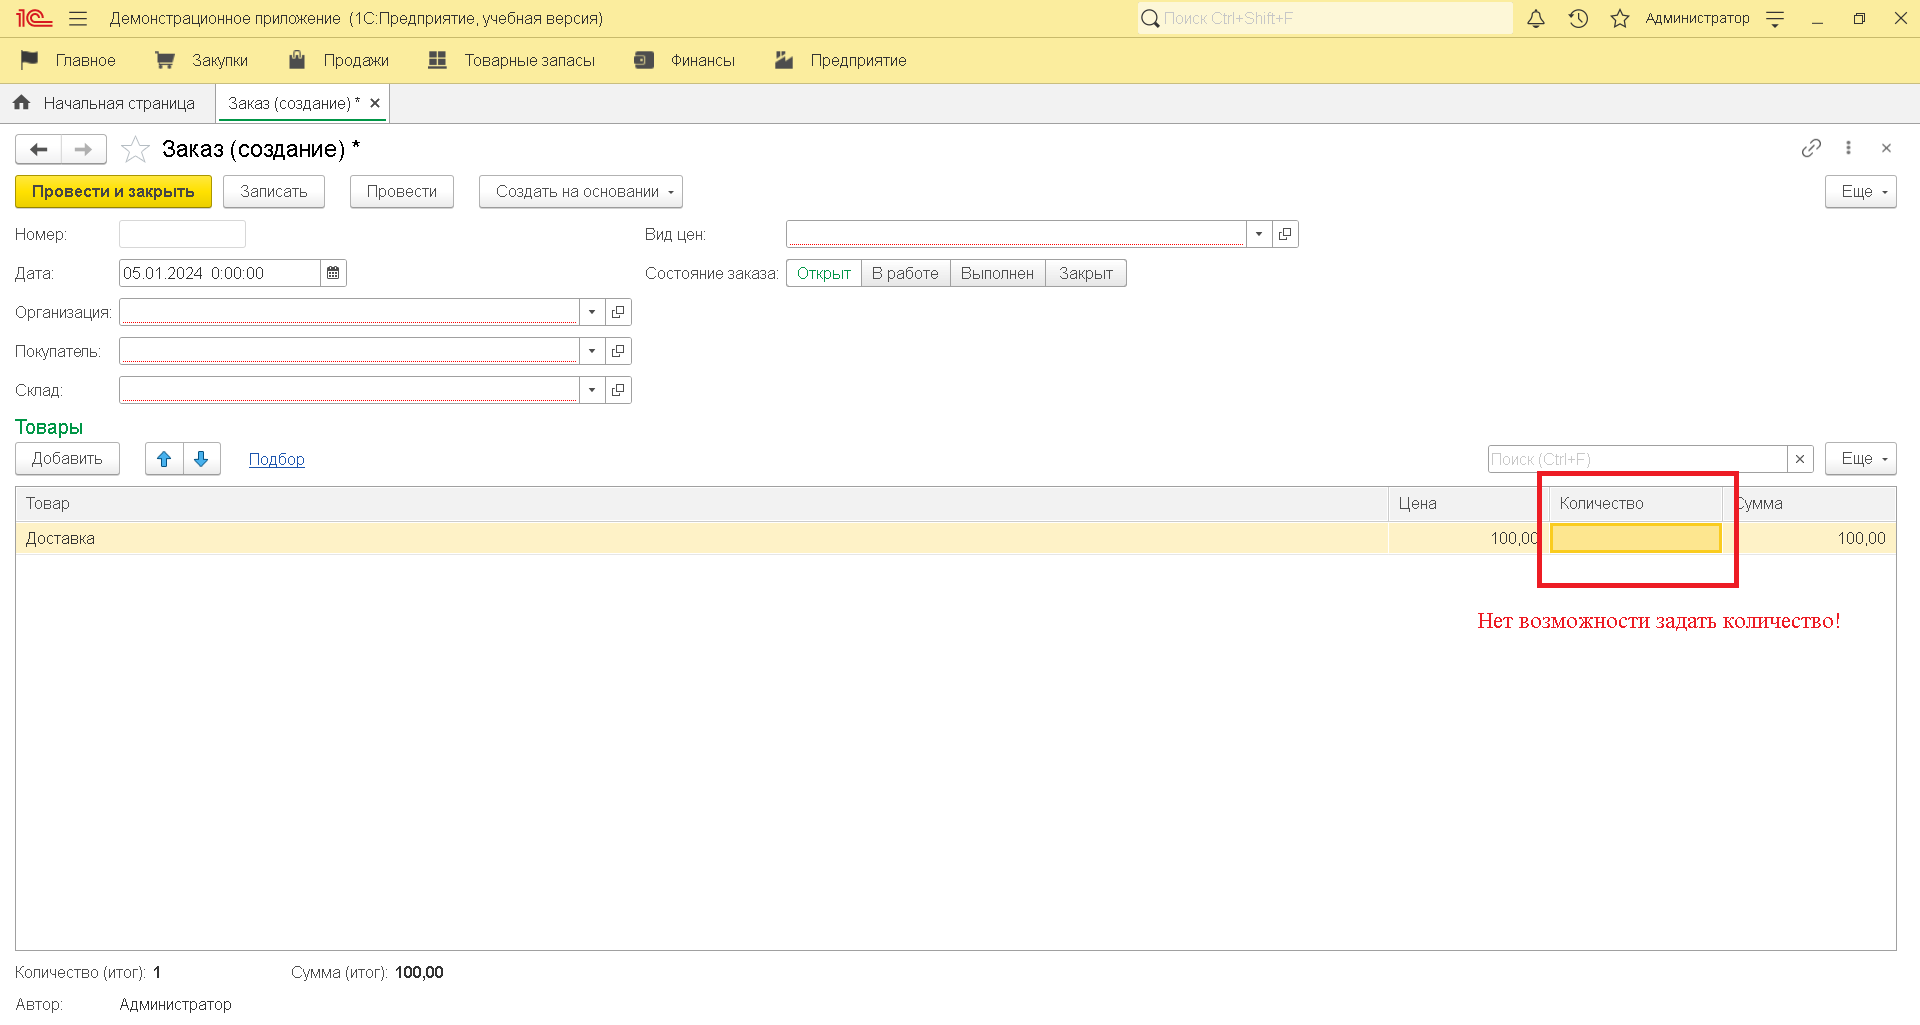 1С Демонстрационное приложение (1С:Предприятие, учебная версия) Поиск Ctrl+Shift+F Администратор
Главное Закупки Продажи Товарные запасы Финансы Предприятие
Начальная страница Заказ (создание) *
Заказ (создание) *
Провести и закрыть Записать Провести Создать на основании Еще
Номер: Вид цен:
Дата: 05.01.2024 0:00:00 Состояние заказа: Открыт В работе Выполнен Закрыт
Организация:
Покупатель:
Склад:
Товары
Добавить Подбор Поиск (Ctrl+F) Еще
Товар Цена Количество Сумма
Доставка 100,00 100,00
Нет возможности задать количество!
Количество (итог): 1 Сумма (итог): 100,00
Автор: Администратор